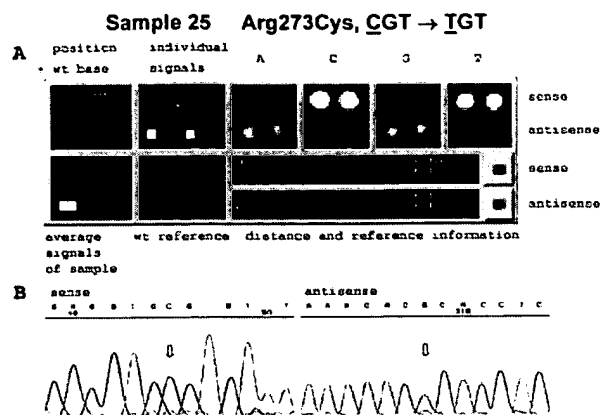 Sample 25 Arg273Cys, CGT → TGT
A
position
wt base
individual
signals
A C G T
sense
antisense
sense
antisense
average
signals
of sample
wt reference
distance and reference information
B
sense
antisense